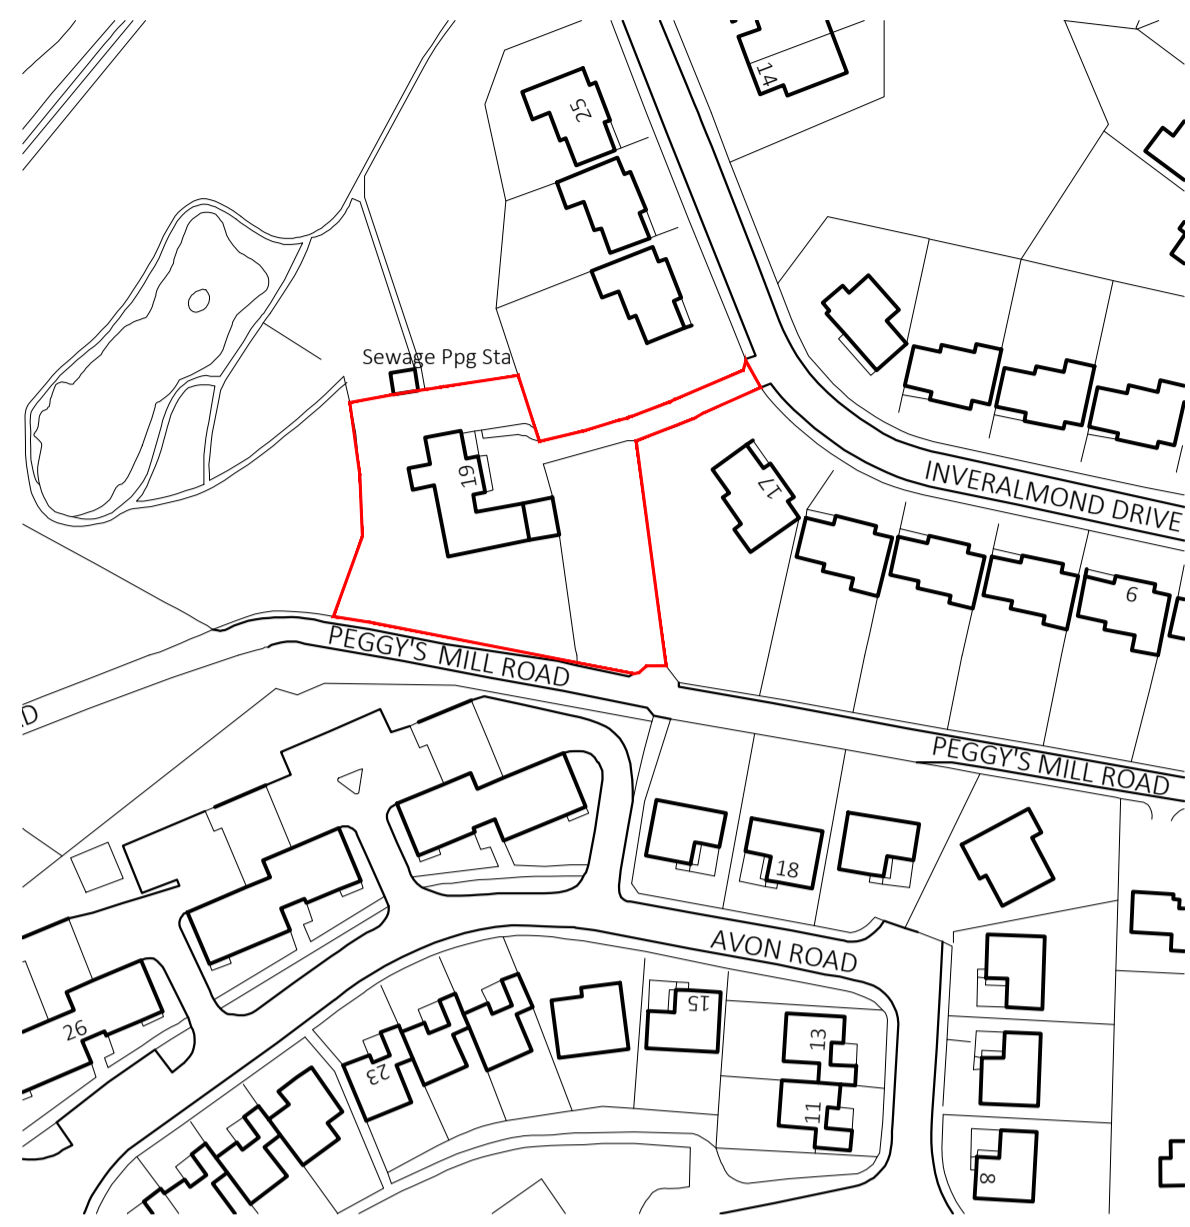 14
25
Sewage Ppg Sta
19
17
INVERALMOND DRIVE
6
PEGGY'S MILL ROAD
PEGGY'S MILL ROAD
18
AVON ROAD
15
26
13
23
11
8